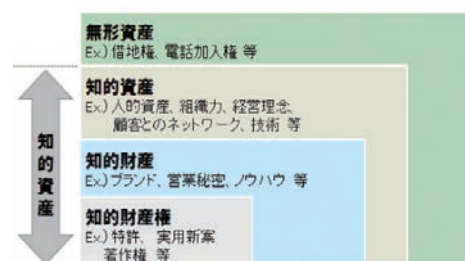 無形資産
Ex.)借地権、電話加入権 等
知的資産
Ex.)人的資産、組織力、経営理念、
顧客とのネットワーク、技術 等
知的財産
Ex.)ブランド、営業秘密、ノウハウ 等
知的財産権
Ex.)特許、実用新案
著作権 等
知的資産